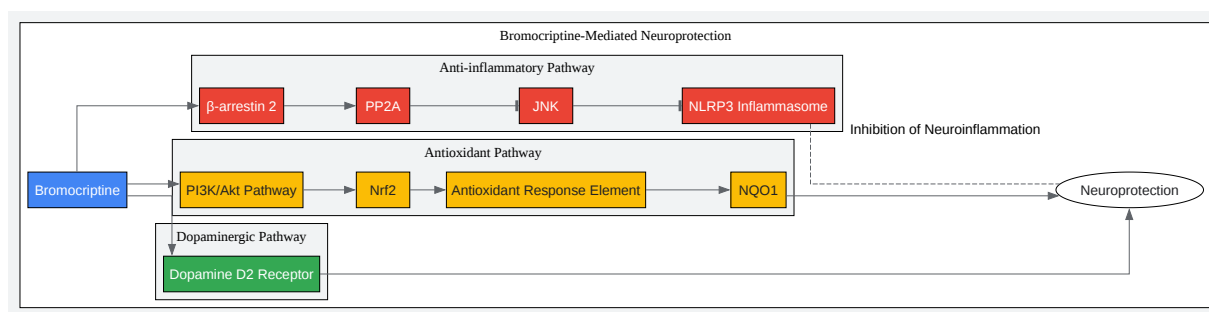 Bromocriptine-Mediated Neuroprotection
Anti-inflammatory Pathway
β-arrestin 2
PP2A
JNK
NLRP3 Inflammasome
Inhibition of Neuroinflammation
Antioxidant Pathway
Bromocriptine
PI3K/Akt Pathway
Nrf2
Antioxidant Response Element
NQO1
Neuroprotection
Dopaminergic Pathway
Dopamine D2 Receptor